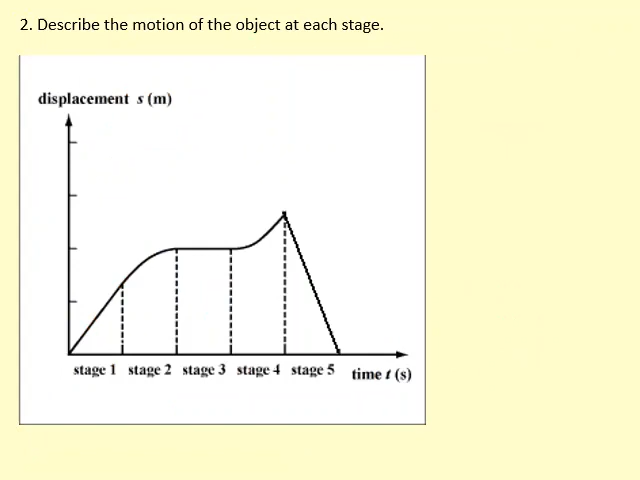 2. Describe the motion of the object at each stage.
displacement s (m)
stage 1 stage 2 stage 3 stage 4 stage 5 time t (s)